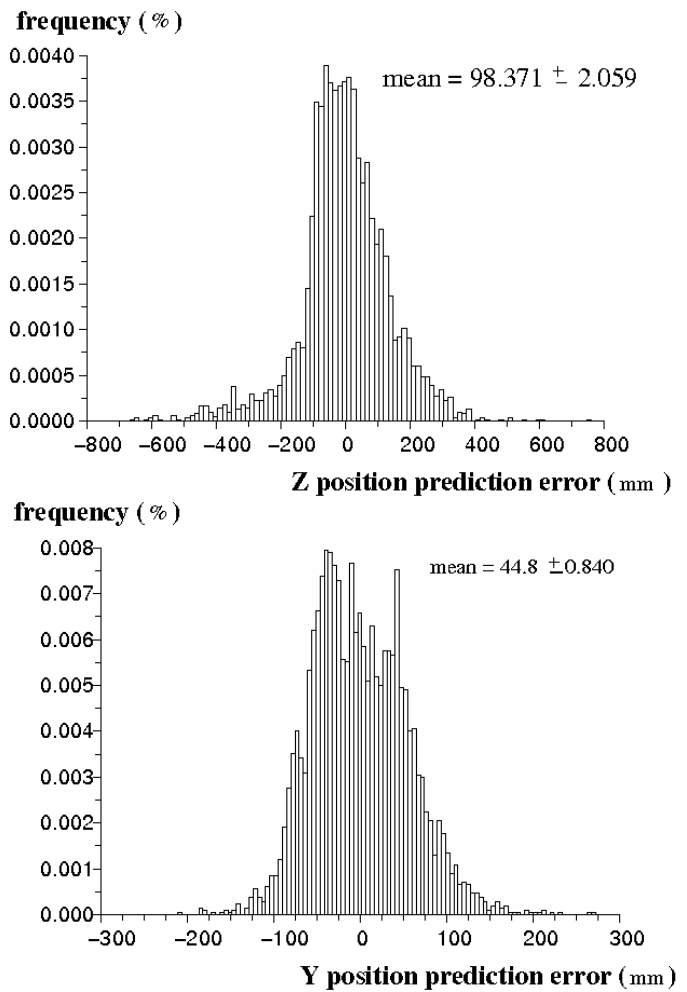 frequency ( % )
0.0040
mean = 98.371 ± 2.059
0.0035
0.0030
0.0025
0.0020
0.0015
0.0010
0.0005
0.0000
−800 −600 −400 −200 0 200 400 600 800
Z position prediction error ( mm )
frequency ( % )
0.008
mean = 44.8 ±0.840
0.007
0.006
0.005
0.004
0.003
0.002
0.001
0.000
−300 −200 −100 0 100 200 300
Y position prediction error ( mm )